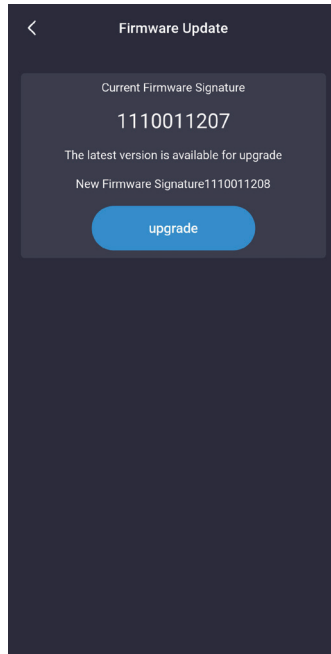 Firmware Update
Current Firmware Signature
1110011207
The latest version is available for upgrade
New Firmware Signature1110011208
upgrade